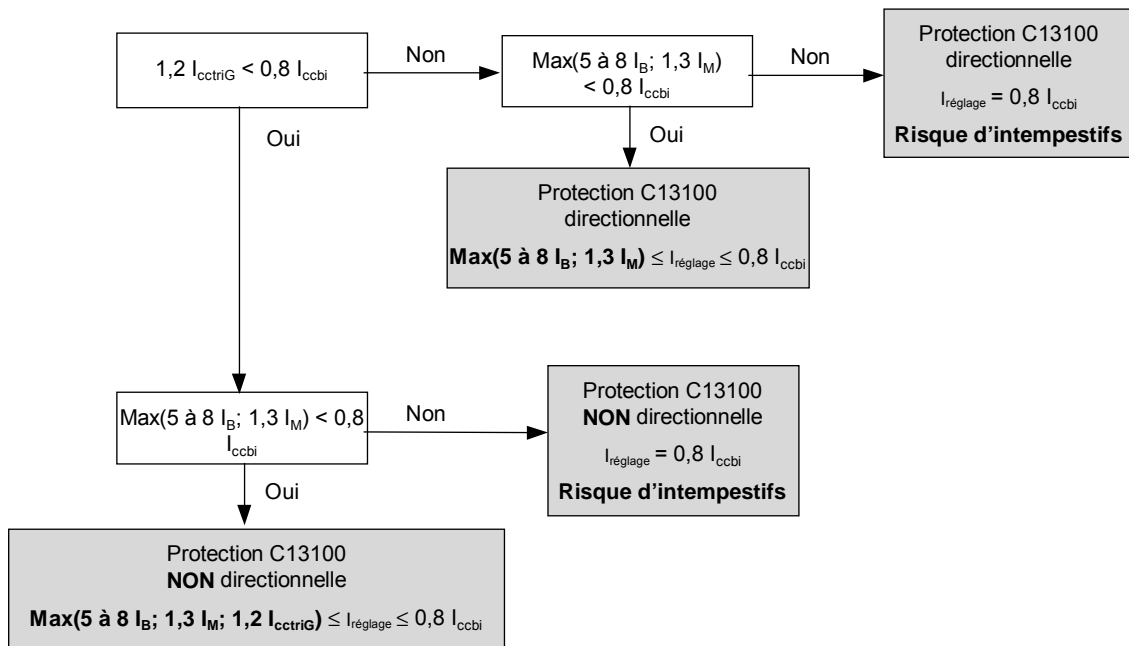 1,2 IcctriG < 0,8 Iccbi
Non
Max(5 à 8 IB; 1,3 IM)
< 0,8 Iccbi
Non
Protection C13100
directionnelle
Iréglage = 0,8 Iccbi
Risque d’intempestifs
Oui
Oui
Protection C13100
directionnelle
Max(5 à 8 IB; 1,3 IM) ≤ Iréglage ≤ 0,8 Iccbi
Max(5 à 8 IB; 1,3 IM) < 0,8
Iccbi
Non
Protection C13100
NON directionnelle
Iréglage = 0,8 Iccbi
Risque d’intempestifs
Oui
Protection C13100
NON directionnelle
Max(5 à 8 IB; 1,3 IM; 1,2 IcctriG) ≤ Iréglage ≤ 0,8 Iccbi